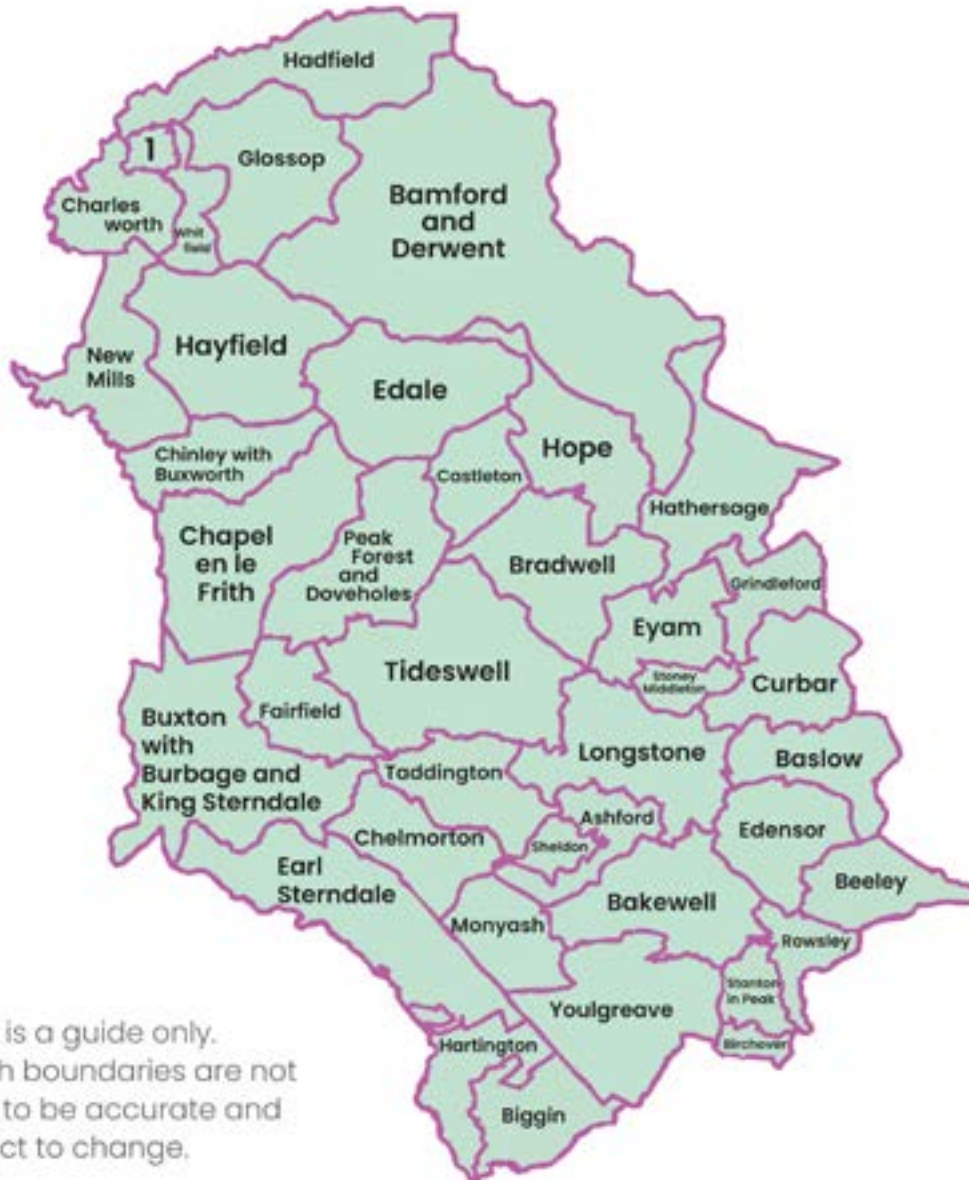 Hadfield
1
Glossop
Charles
worth
Whit
field
Bamford
and
Derwent
New
Mills
Hayfield
Edale
Chinley with
Buxworth
Castleton
Hope
Hathersage
Chapel
en le
Frith
Peak
Forest
and
Doveholes
Bradwell
Grindleford
Eyam
Tideswell
Stoney
Middleton
Curbar
Fairfield
Buxton
with
Burbage and
King Sterndale
Taddington
Longstone
Baslow
Chelmorton
Ashford
Sheldon
Edensor
Earl
Sterndale
Bakewell
Beeley
Monyash
Rowsley
Stanton
in Peak
Youlgreave
Hartington
Birchover
Biggin
is a guide only.
h boundaries are not
to be accurate and
ct to change.